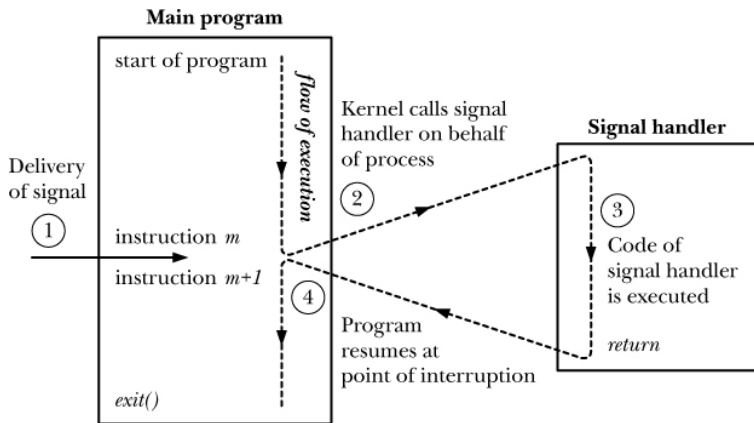 Main program
start of program
flow of execution
Kernel calls signal
handler on behalf
of process
Signal handler
Delivery
of signal
1
2
3
instruction m
instruction m+1
4
Code of
signal handler
is executed
Program
resumes at
point of interruption
return
exit()